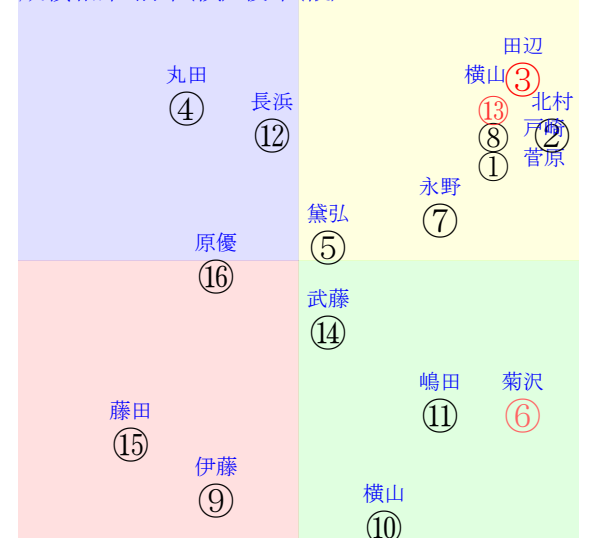 田辺
丸田
横山
③
長浜
④
⑬
北村
⑫
⑧
戸崎
②
①
菅原
永野
黛弘
⑦
原優
⑤
⑯
武藤
⑭
嶋田
菊沢
藤田
⑪
⑥
⑮
伊藤
横山
⑨
⑩